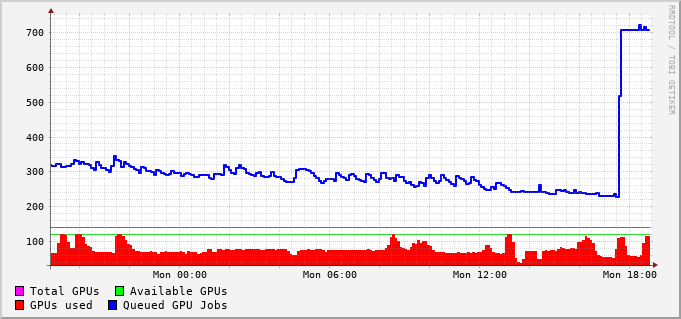 RRDTOOL / TOBI OETIKER
700
600
500
400
300
200
100
Mon 00:00 Mon 06:00 Mon 12:00 Mon 18:00
Total GPUs Available GPUs
GPUs used Queued GPU Jobs